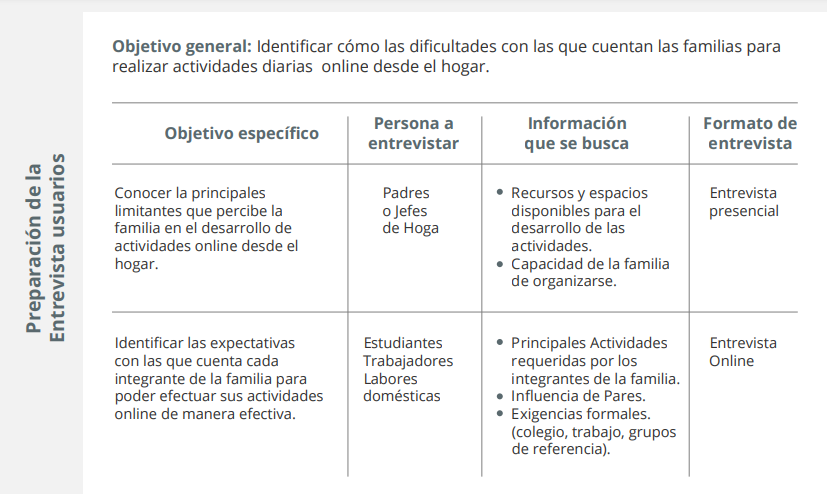 Preparación de la
Entrevista usuarios
Objetivo general: Identificar cómo las dificultades con las que cuentan las familias para
realizar actividades diarias online desde el hogar.
Objetivo específico
Persona a
entrevistar
Información
que se busca
Formato de
entrevista
Conocer la principales
limitantes que percibe la
familia en el desarrollo de
actividades online desde el
hogar.
Padres
o Jefes
de Hoga
• Recursos y espacios
disponibles para el
desarrollo de las
actividades.
• Capacidad de la familia
de organizarse.
Entrevista
presencial
Identificar las expectativas
con las que cuenta cada
integrante de la familia para
poder efectuar sus actividades
online de manera efectiva.
Estudiantes
Trabajadores
Labores
domésticas
• Principales Actividades
requeridas por los
integrantes de la familia.
• Influencia de Pares.
• Exigencias formales.
(colegio, trabajo, grupos
de referencia).
Entrevista
Online